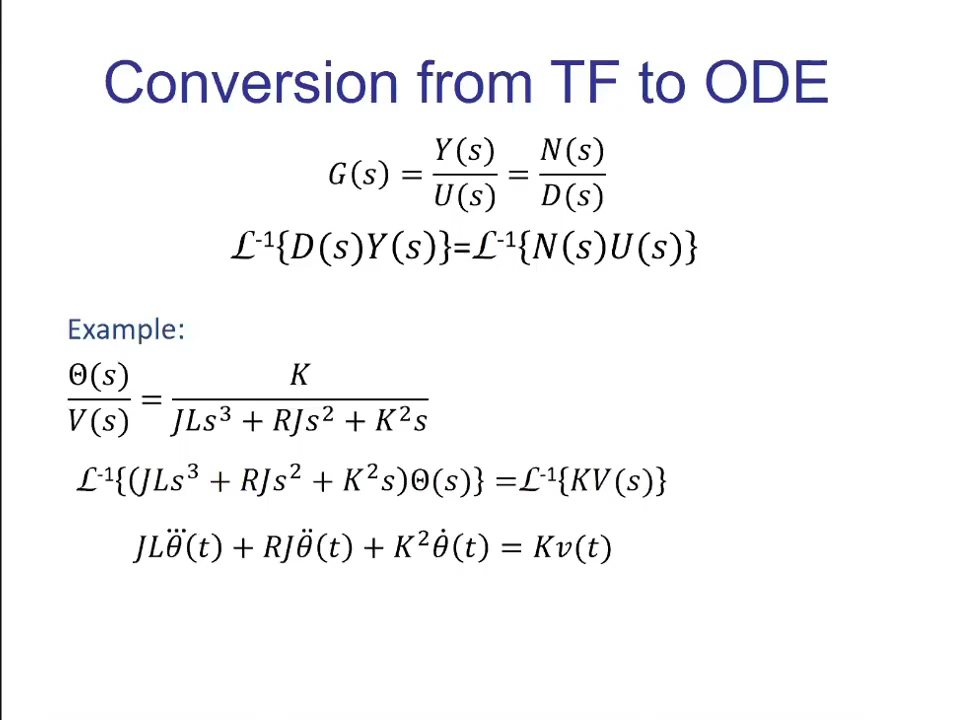 Conversion from TF to ODE
G(s) = Y(s)/U(s) = N(s)/D(s)
ℒ⁻¹{D(s)Y(s)}=ℒ⁻¹{N(s)U(s)}
Example:
Θ(s)/V(s) = K/(JLs³ + RJs² + K²s)
ℒ⁻¹{(JLs³ + RJs² + K²s)Θ(s)} =ℒ⁻¹{KV(s)}
JLθ⃛(t) + RJθ̈(t) + K²θ̇(t) = Kv(t)